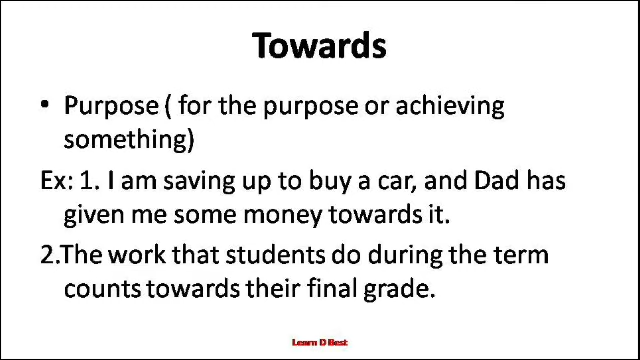 Towards
• Purpose ( for the purpose or achieving
something)
Ex: 1. I am saving up to buy a car, and Dad has
given me some money towards it.
2.The work that students do during the term
counts towards their final grade.
Learn D Best